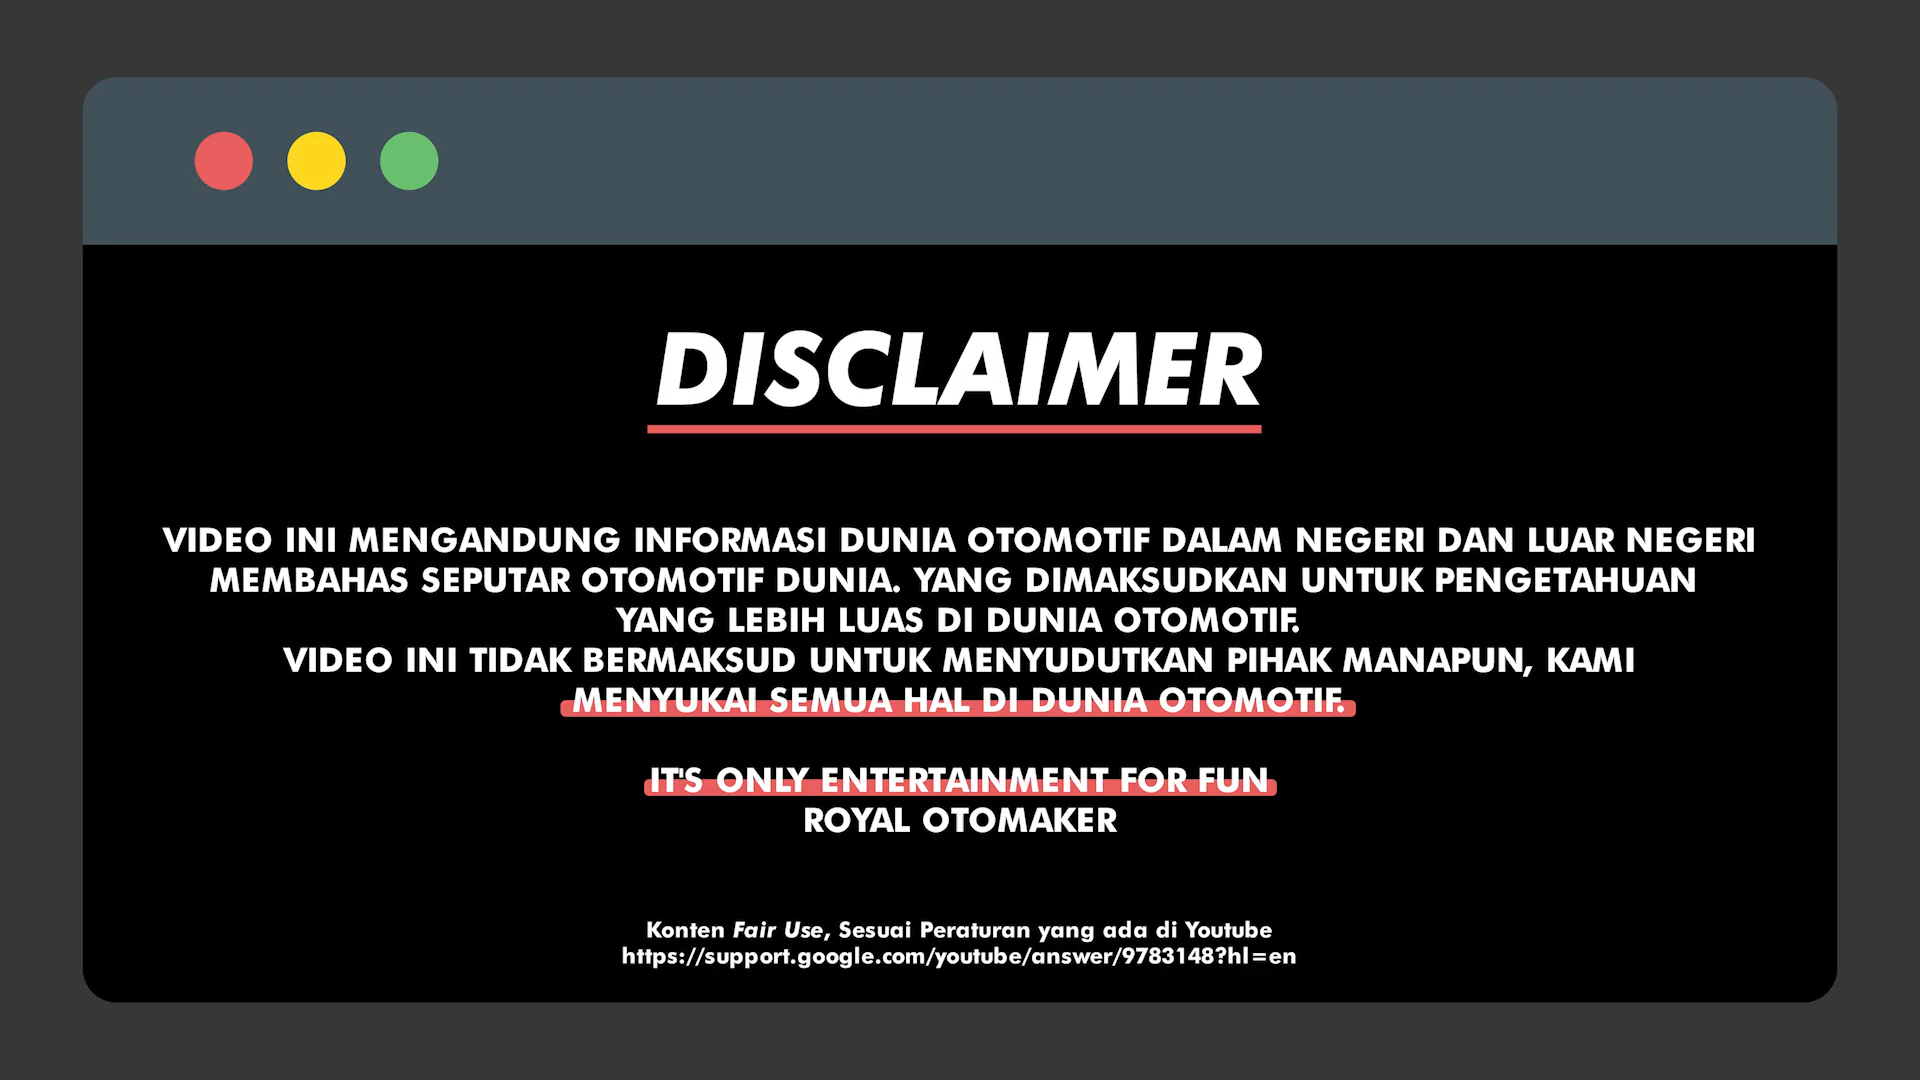 DISCLAIMER
VIDEO INI MENGANDUNG INFORMASI DUNIA OTOMOTIF DALAM NEGERI DAN LUAR NEGERI
MEMBAHAS SEPUTAR OTOMOTIF DUNIA. YANG DIMAKSUDKAN UNTUK PENGETAHUAN
YANG LEBIH LUAS DI DUNIA OTOMOTIF.
VIDEO INI TIDAK BERMAKSUD UNTUK MENYUDUTKAN PIHAK MANAPUN, KAMI
MENYUKAI SEMUA HAL DI DUNIA OTOMOTIF.
IT'S ONLY ENTERTAINMENT FOR FUN
ROYAL OTOMAKER
Konten Fair Use, Sesuai Peraturan yang ada di Youtube
https://support.google.com/youtube/answer/9783148?hl=en